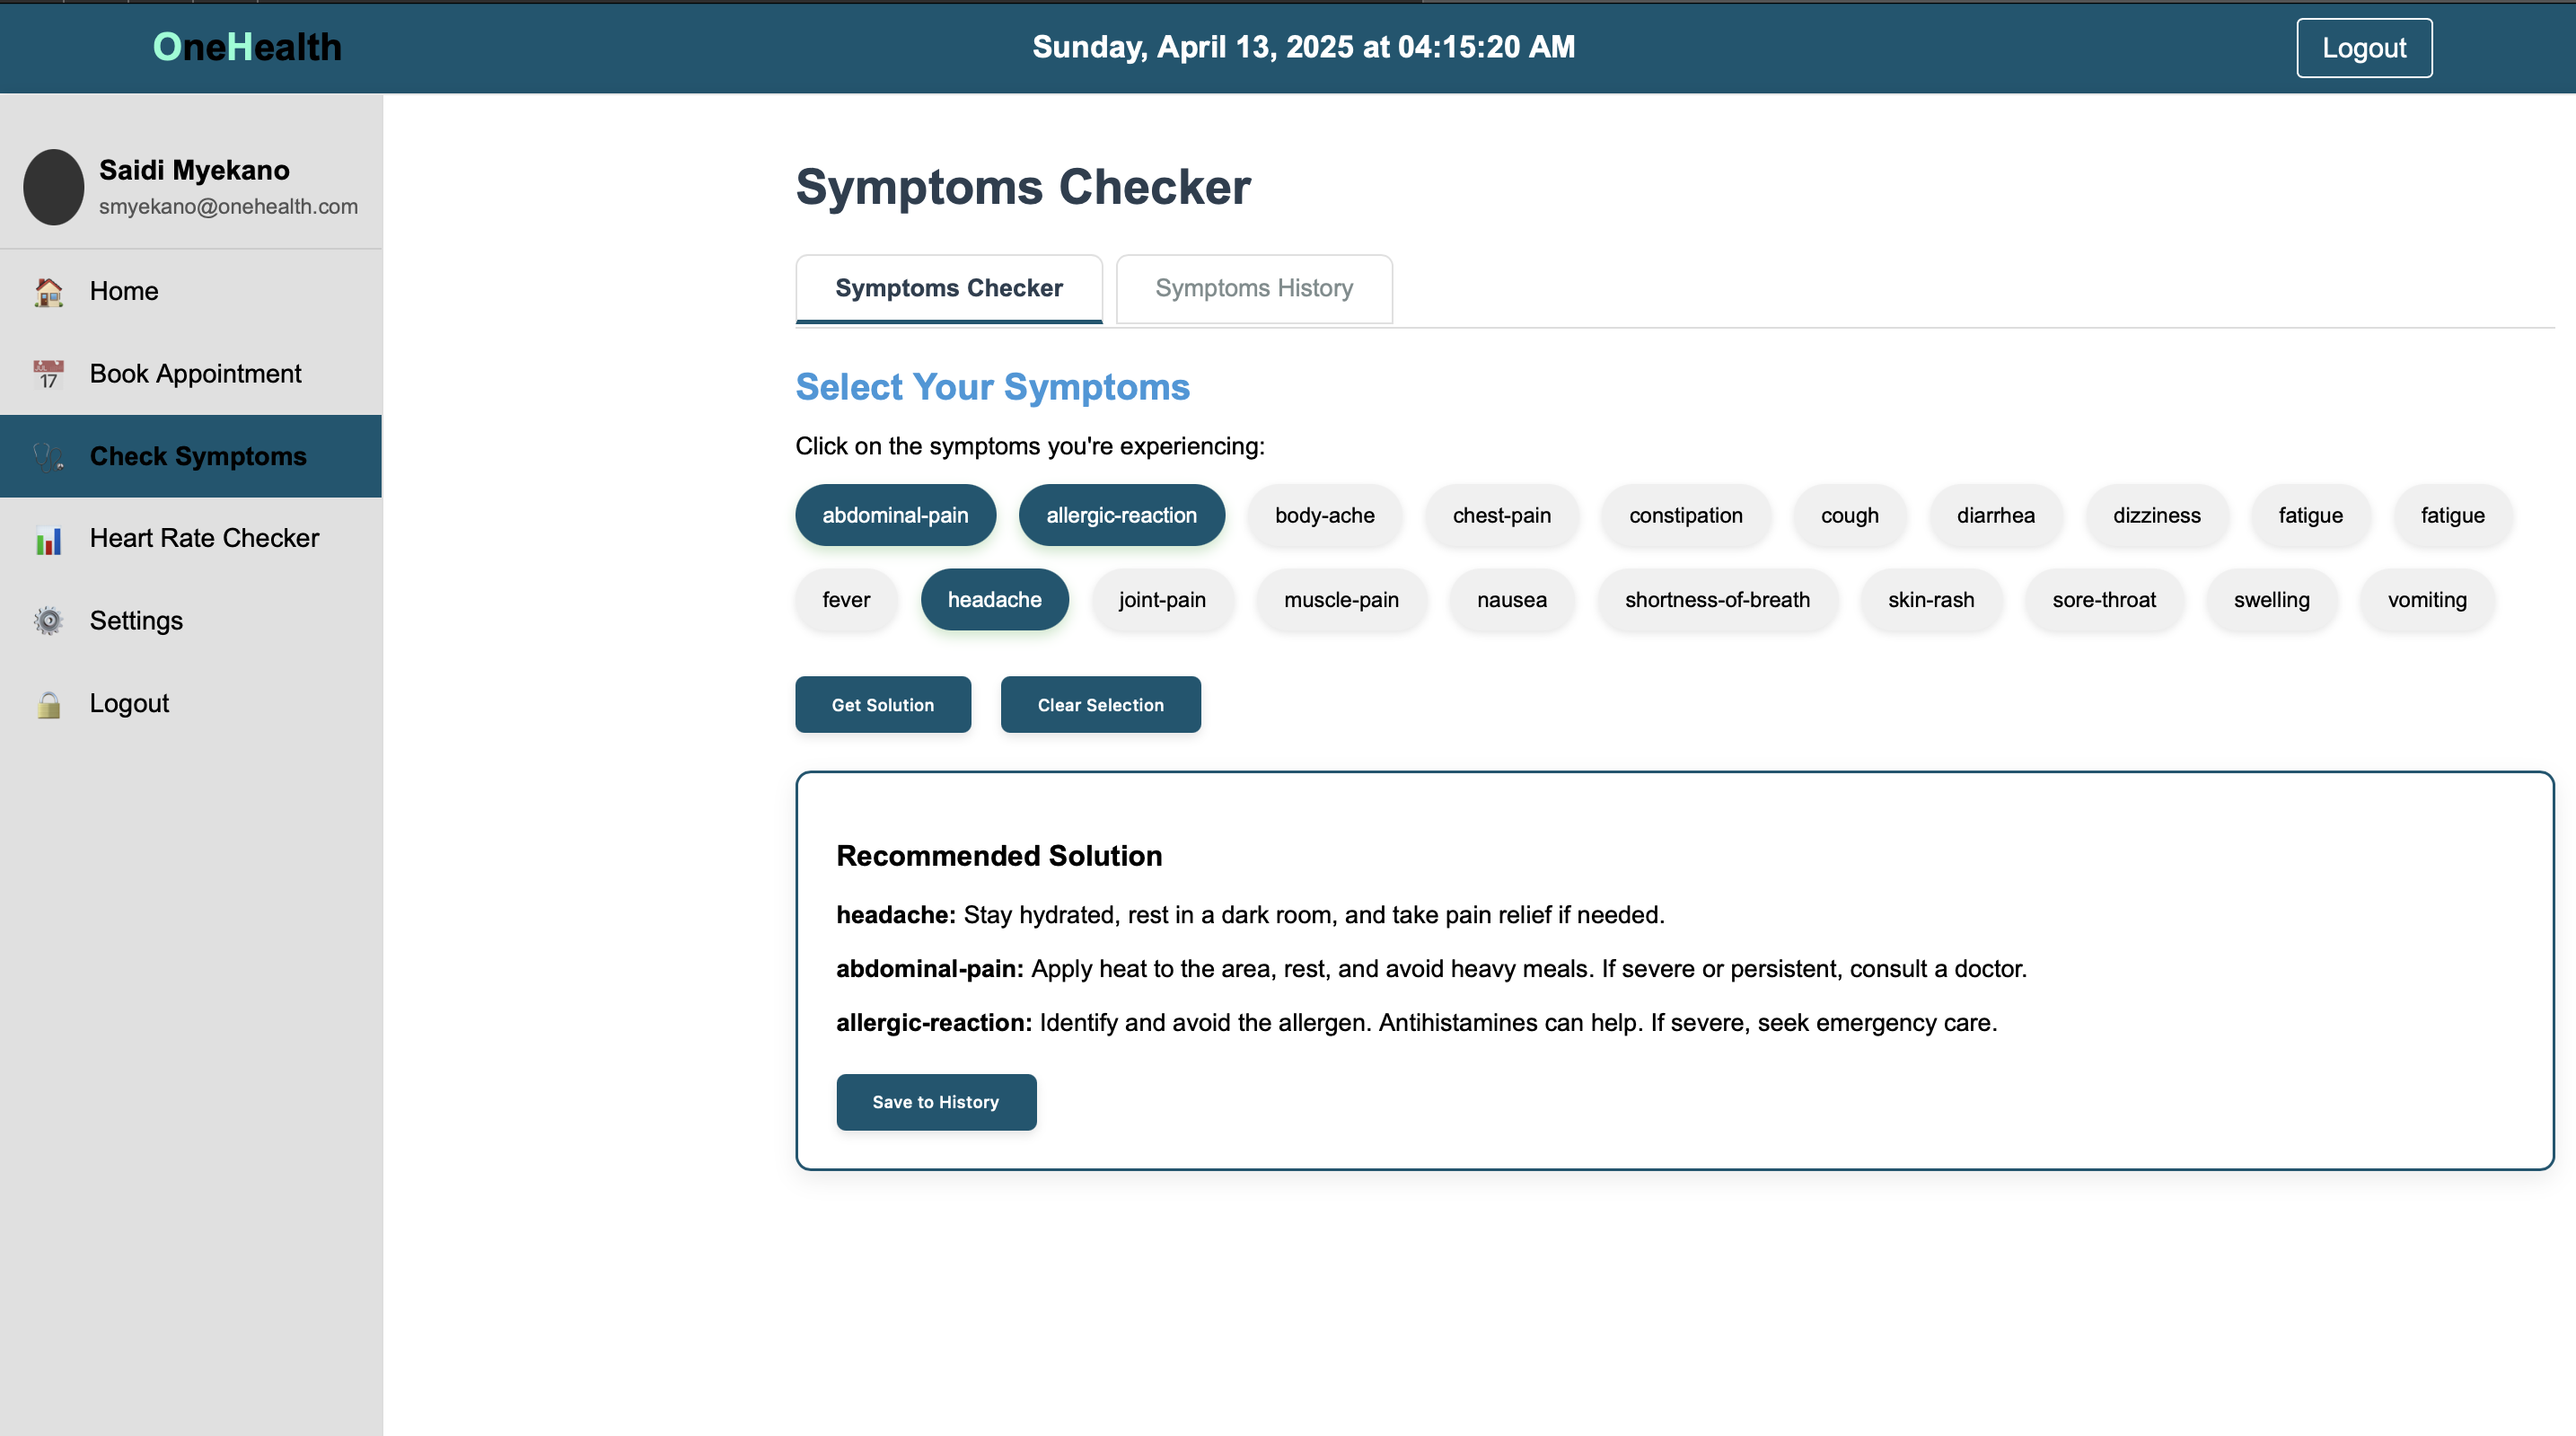 OneHealth
Sunday, April 13, 2025 at 04:15:20 AM
Logout
Saidi Myekano
smyekano@onehealth.com
Home
Book Appointment
Check Symptoms
Heart Rate Checker
Settings
Logout
Symptoms Checker
Symptoms Checker Symptoms History
Select Your Symptoms
Click on the symptoms you're experiencing:
abdominal-pain allergic-reaction body-ache chest-pain constipation cough diarrhea dizziness fatigue fatigue
fever headache joint-pain muscle-pain nausea shortness-of-breath skin-rash sore-throat swelling vomiting
Get Solution Clear Selection
Recommended Solution
headache: Stay hydrated, rest in a dark room, and take pain relief if needed.
abdominal-pain: Apply heat to the area, rest, and avoid heavy meals. If severe or persistent, consult a doctor.
allergic-reaction: Identify and avoid the allergen. Antihistamines can help. If severe, seek emergency care.
Save to History